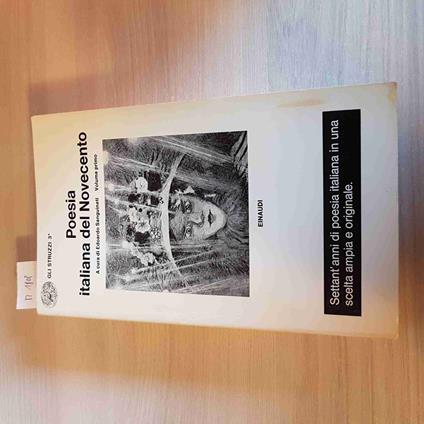 GLI STRUZZI 3*
Poesia
italiana del Novecento
A cura di Edoardo Sanguineti Volume primo
EINAUDI
Settant'anni di poesia italiana in una
scelta ampia e originale.